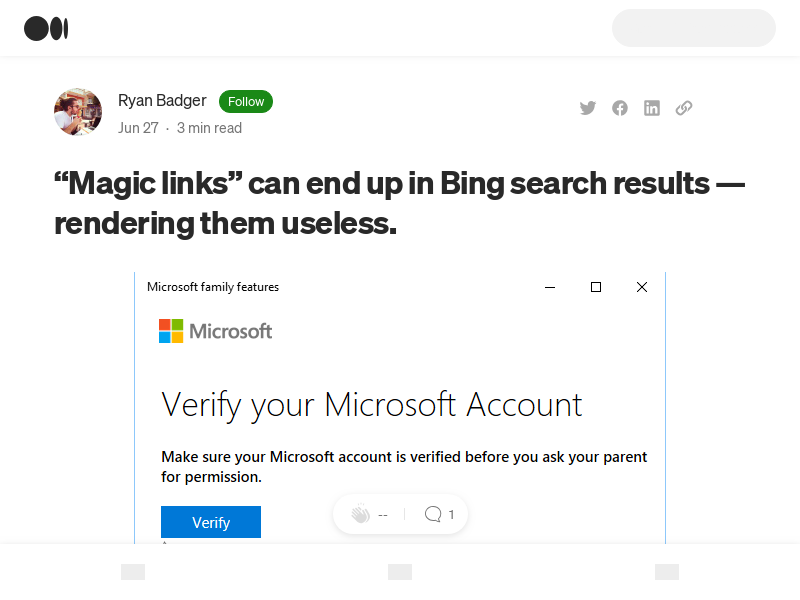 Ryan Badger Follow
Jun 27 · 3 min read
“Magic links” can end up in Bing search results —
rendering them useless.
Microsoft family features
Microsoft
Verify your Microsoft Account
Make sure your Microsoft account is verified before you ask your parent
for permission.
Verify
-- 1